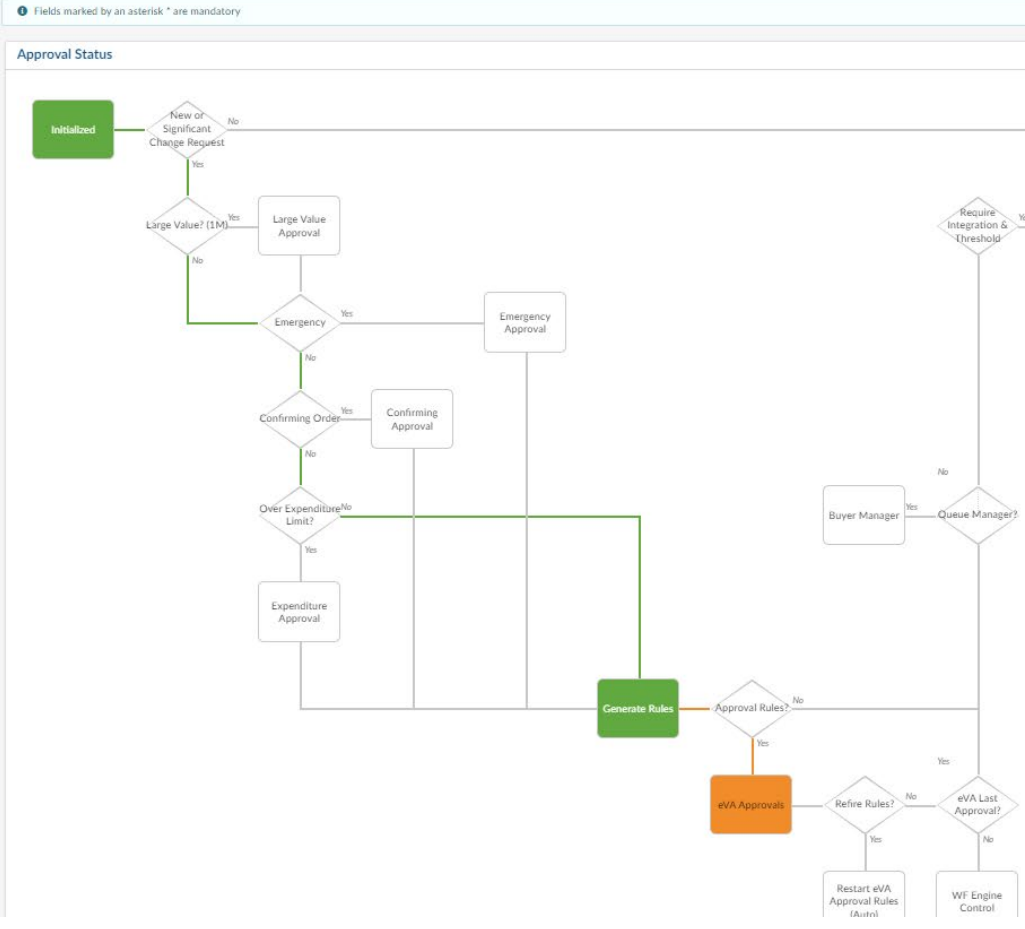 Fields marked by an asterisk * are mandatory
Approval Status
Initialized
New or
Significant
Change Request
No
Yes
Large Value? (1M)
Yes
No
Large Value
Approval
Require
Integration &
Threshold
Emergency
Yes
No
Emergency
Approval
Confirming Order
Yes
No
Confirming
Approval
Over Expenditure
Limit?
No
Yes
No
Buyer Manager
Yes
Queue Manager?
Expenditure
Approval
Generate Rules
Approval Rules?
No
Yes
Yes
eVA Approvals
Refire Rules?
No
Yes
eVA Last
Approval?
No
Restart eVA
Approval Rules
(Auto)
WF Engine
Control